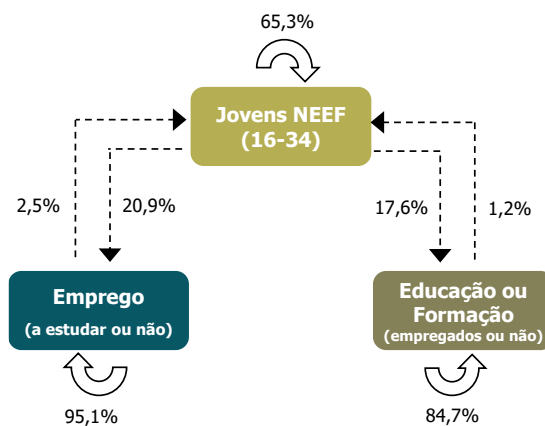 65,3%
Jovens NEEF
(16-34)
2,5%
20,9%
17,6%
1,2%
Emprego
(a estudar ou não)
Educação ou
Formação
(empregados ou não)
95,1%
84,7%